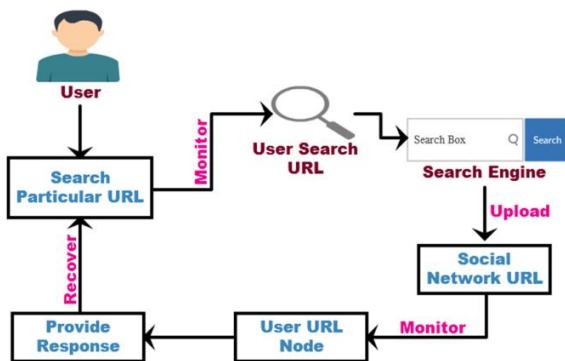 User
Search
Particular URL
Monitor
User Search
URL
Search Box
Search
Search Engine
Upload
Social
Network URL
Monitor
User URL
Node
Provide
Response
Recover